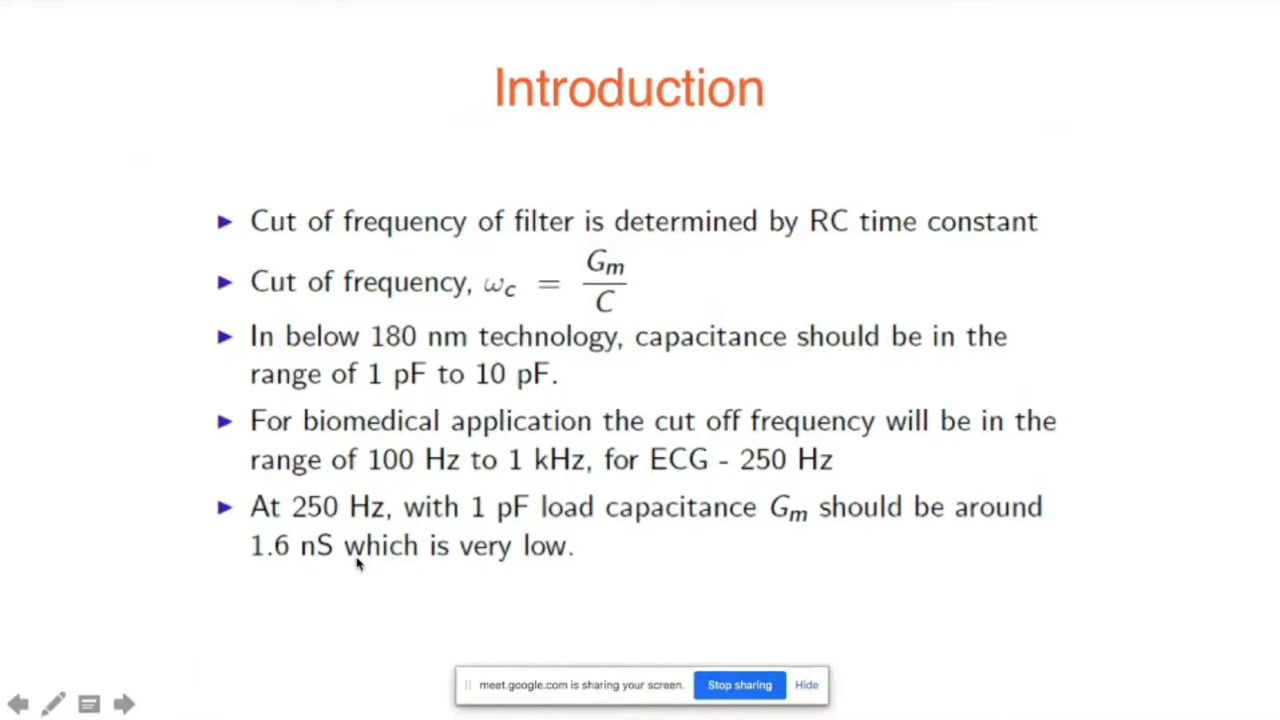 Introduction
► Cut of frequency of filter is determined by RC time constant
► Cut of frequency, ω_c = G_m / C
► In below 180 nm technology, capacitance should be in the
range of 1 pF to 10 pF.
► For biomedical application the cut off frequency will be in the
range of 100 Hz to 1 kHz, for ECG - 250 Hz
► At 250 Hz, with 1 pF load capacitance G_m should be around
1.6 nS which is very low.
meet.google.com is sharing your screen. Stop sharing Hide